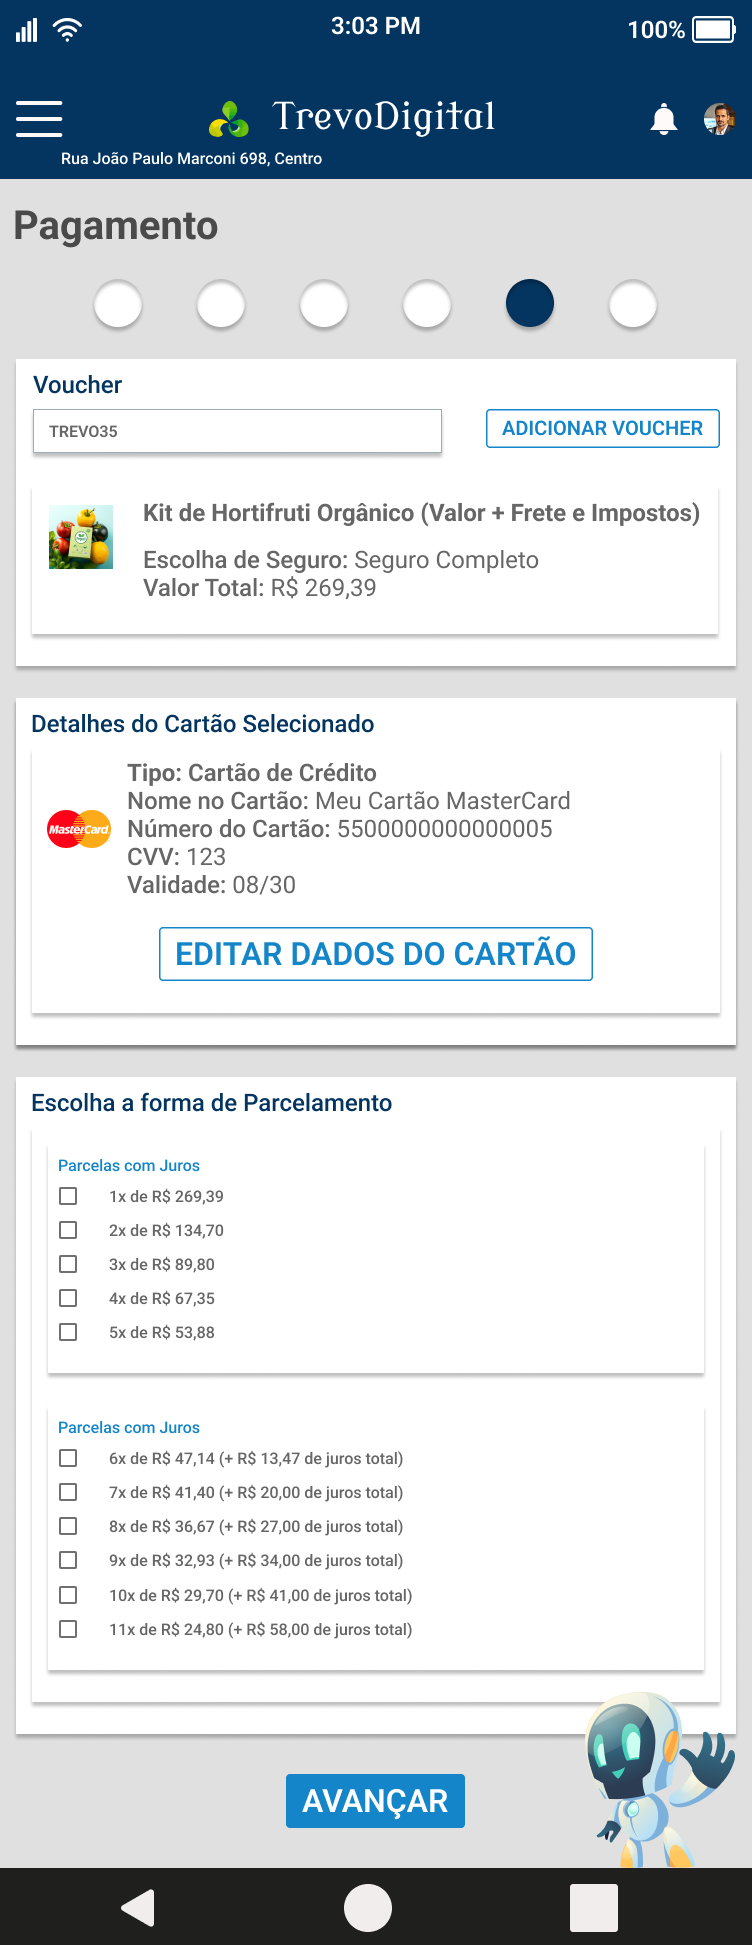 3:03 PM
100%
TrevoDigital
Rua João Paulo Marconi 698, Centro
Pagamento
Voucher
TREVO35
ADICIONAR VOUCHER
Kit de Hortifruti Orgânico (Valor + Frete e Impostos)
Escolha de Seguro: Seguro Completo
Valor Total: R$ 269,39
Detalhes do Cartão Selecionado
Tipo: Cartão de Crédito
Nome no Cartão: Meu Cartão MasterCard
MasterCard
Número do Cartão: 5500000000000005
CVV: 123
Validade: 08/30
EDITAR DADOS DO CARTÃO
Escolha a forma de Parcelamento
Parcelas com Juros
1x de R$ 269,39
2x de R$ 134,70
3x de R$ 89,80
4x de R$ 67,35
5x de R$ 53,88
Parcelas com Juros
6x de R$ 47,14 (+ R$ 13,47 de juros total)
7x de R$ 41,40 (+ R$ 20,00 de juros total)
8x de R$ 36,67 (+ R$ 27,00 de juros total)
9x de R$ 32,93 (+ R$ 34,00 de juros total)
10x de R$ 29,70 (+ R$ 41,00 de juros total)
11x de R$ 24,80 (+ R$ 58,00 de juros total)
AVANÇAR